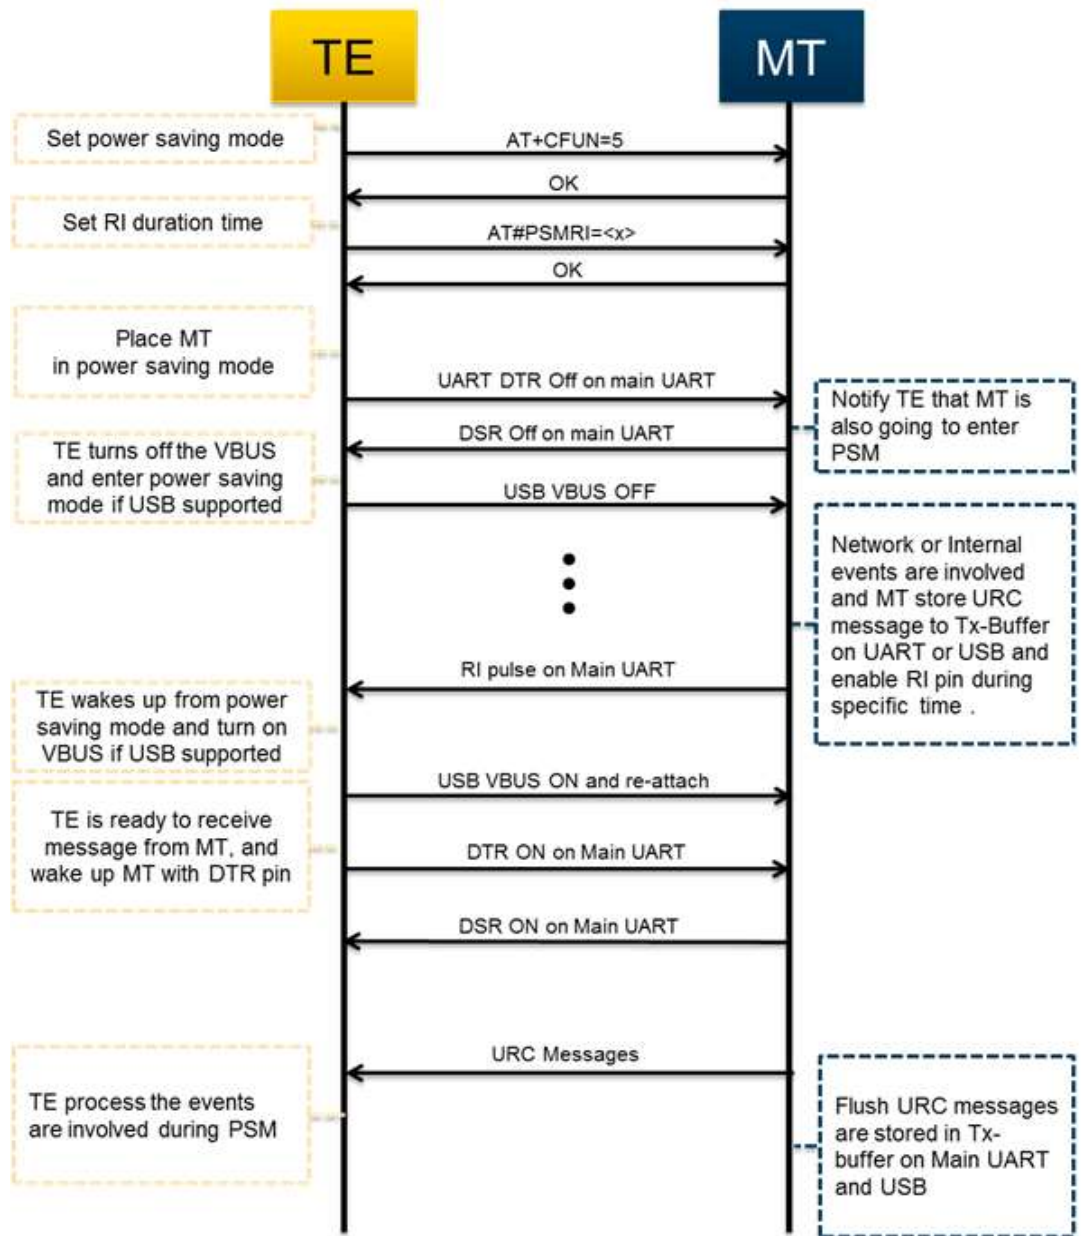 TE
MT
Set power saving mode
AT+CFUN=5
OK
Set RI duration time
AT#PSMRI=<x>
OK
Place MT
in power saving mode
UART DTR Off on main UART
Notify TE that MT is
also going to enter
PSM
DSR Off on main UART
TE turns off the VBUS
and enter power saving
mode if USB supported
USB VBUS OFF
Network or Internal
events are involved
and MT store URC
message to Tx-Buffer
on UART or USB and
enable RI pin during
specific time .
RI pulse on Main UART
TE wakes up from power
saving mode and turn on
VBUS if USB supported
USB VBUS ON and re-attach
TE is ready to receive
message from MT, and
wake up MT with DTR pin
DTR ON on Main UART
DSR ON on Main UART
URC Messages
TE process the events
are involved during PSM
Flush URC messages
are stored in Tx-
buffer on Main UART
and USB